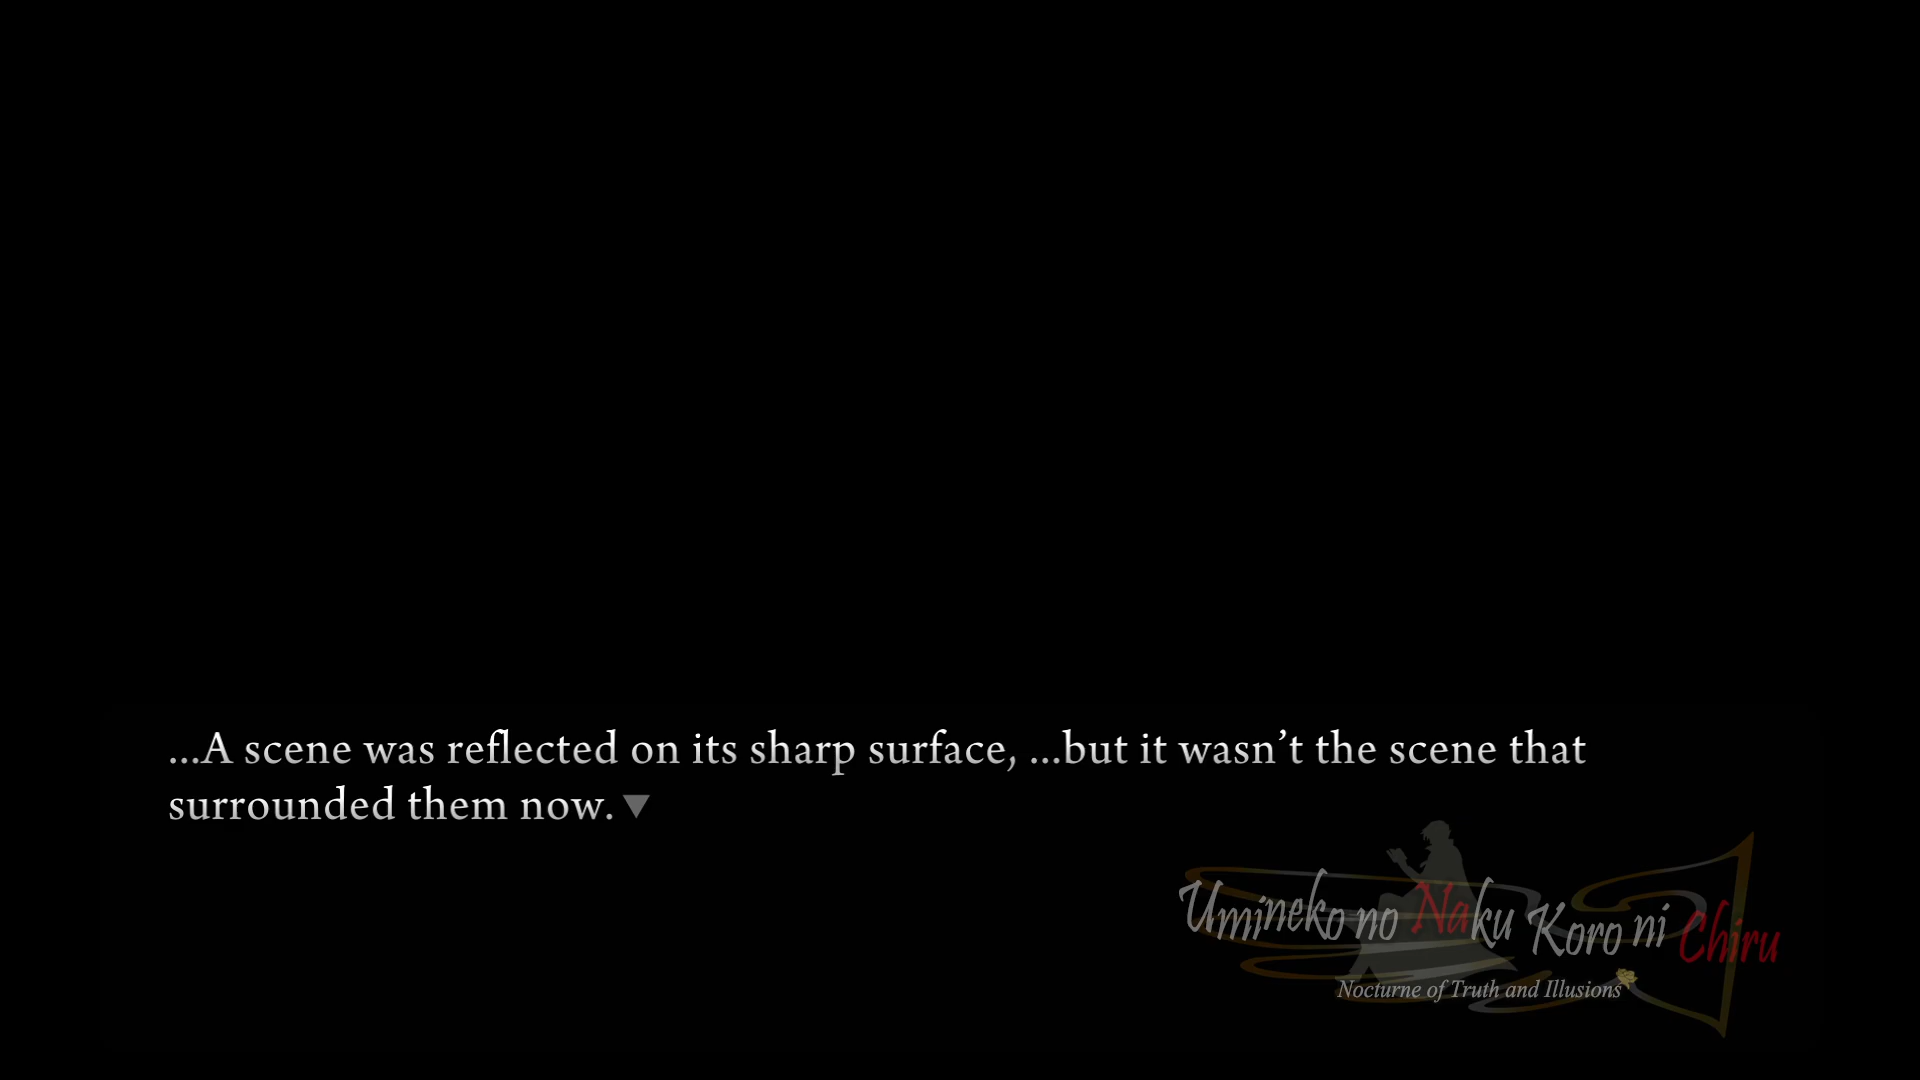 ...A scene was reflected on its sharp surface, ...but it wasn’t the scene that
surrounded them now.
Umineko no Naku Koro ni Chiru
Nocturne of Truth and Illusions